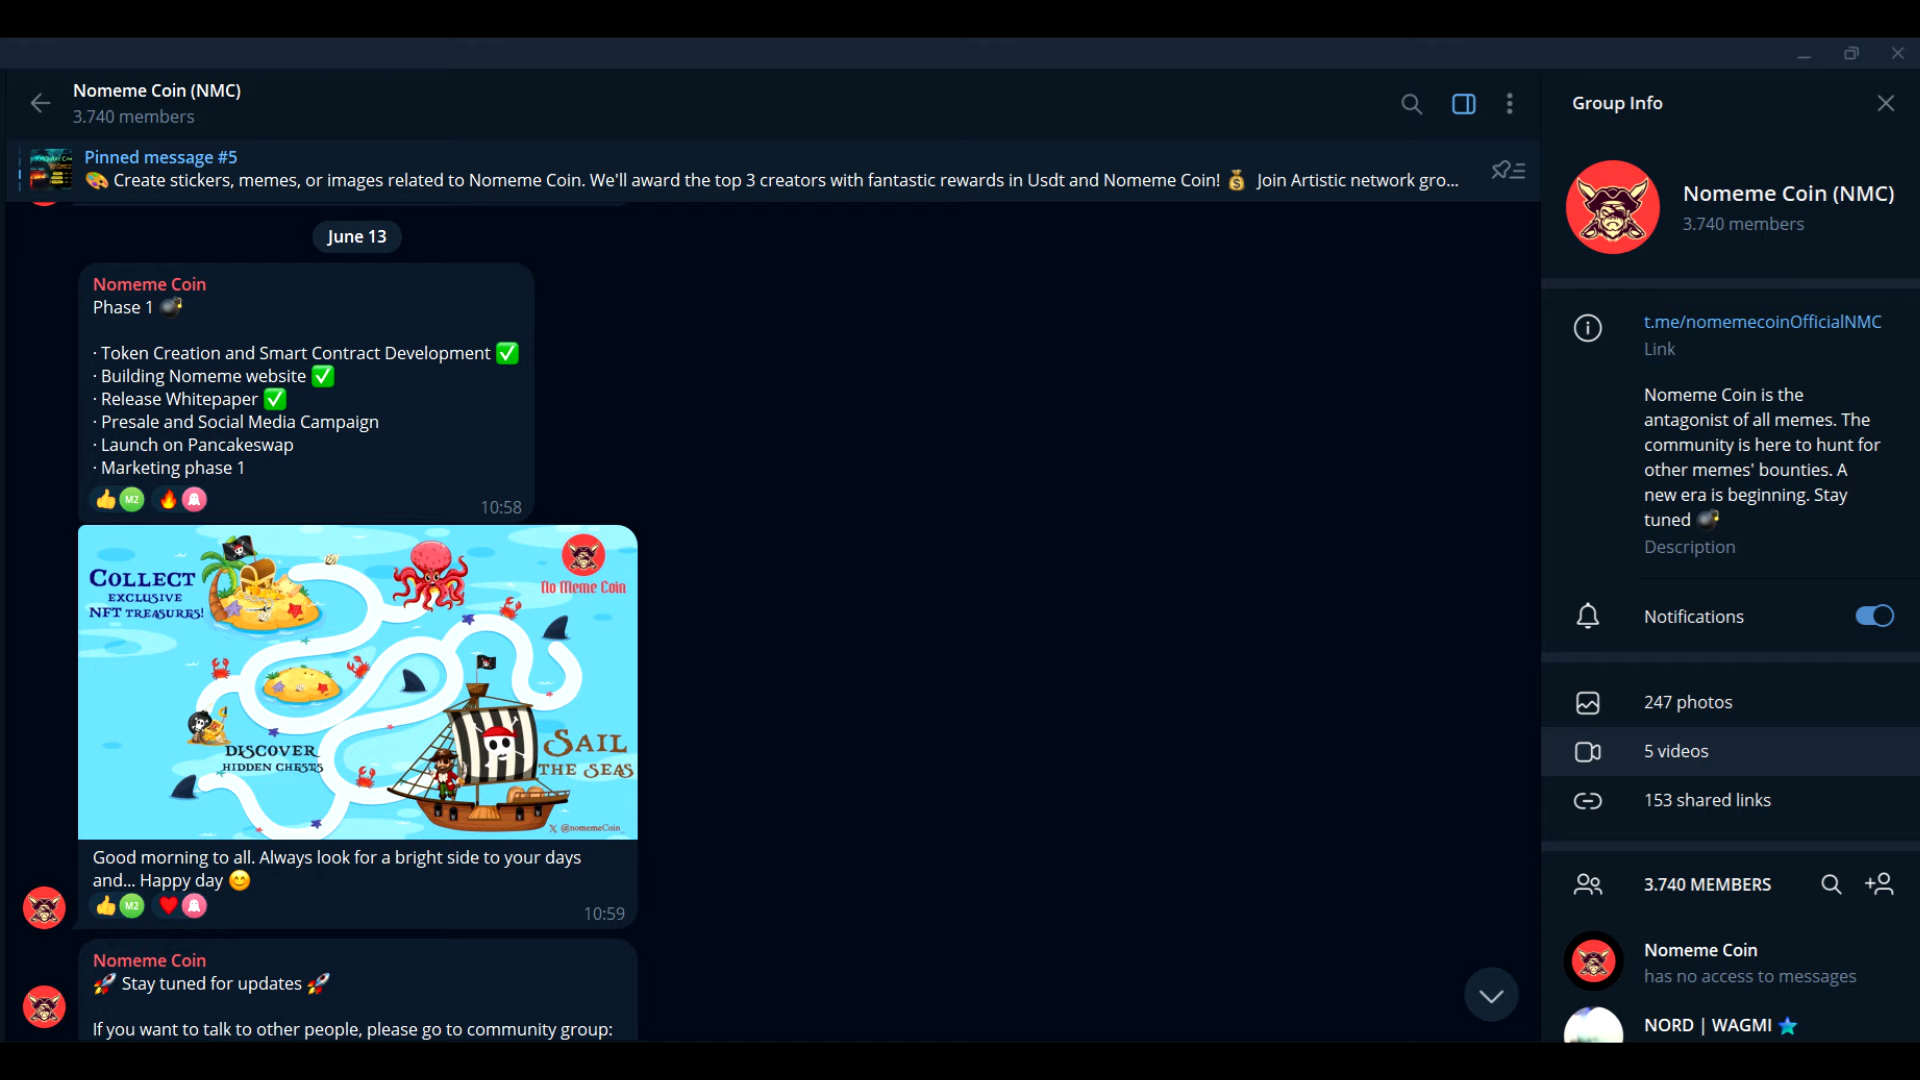 Nomeme Coin (NMC)
3.740 members
Pinned message #5
🎨 Create stickers, memes, or images related to Nomeme Coin. We'll award the top 3 creators with fantastic rewards in Usdt and Nomeme Coin! 💰 Join Artistic network gro...
June 13
Nomeme Coin
Phase 1 💣
· Token Creation and Smart Contract Development ✅
· Building Nomeme website ✅
· Release Whitepaper ✅
· Presale and Social Media Campaign
· Launch on Pancakeswap
· Marketing phase 1
👍 M2 🔥
10:58
COLLECT
EXCLUSIVE
NFT TREASURES!
No Meme Coin
DISCOVER
HIDDEN CHESTS
SAIL
THE SEAS
X @nomemeCoin_
Good morning to all. Always look for a bright side to your days
and... Happy day 😊
👍 M2 ❤️
10:59
Nomeme Coin
🚀 Stay tuned for updates 🚀
If you want to talk to other people, please go to community group:
Group Info
Nomeme Coin (NMC)
3.740 members
t.me/nomemecoinOfficialNMC
Link
Nomeme Coin is the
antagonist of all memes. The
community is here to hunt for
other memes' bounties. A
new era is beginning. Stay
tuned 💣
Description
Notifications
247 photos
5 videos
153 shared links
3.740 MEMBERS
Nomeme Coin
has no access to messages
NORD | WAGMI